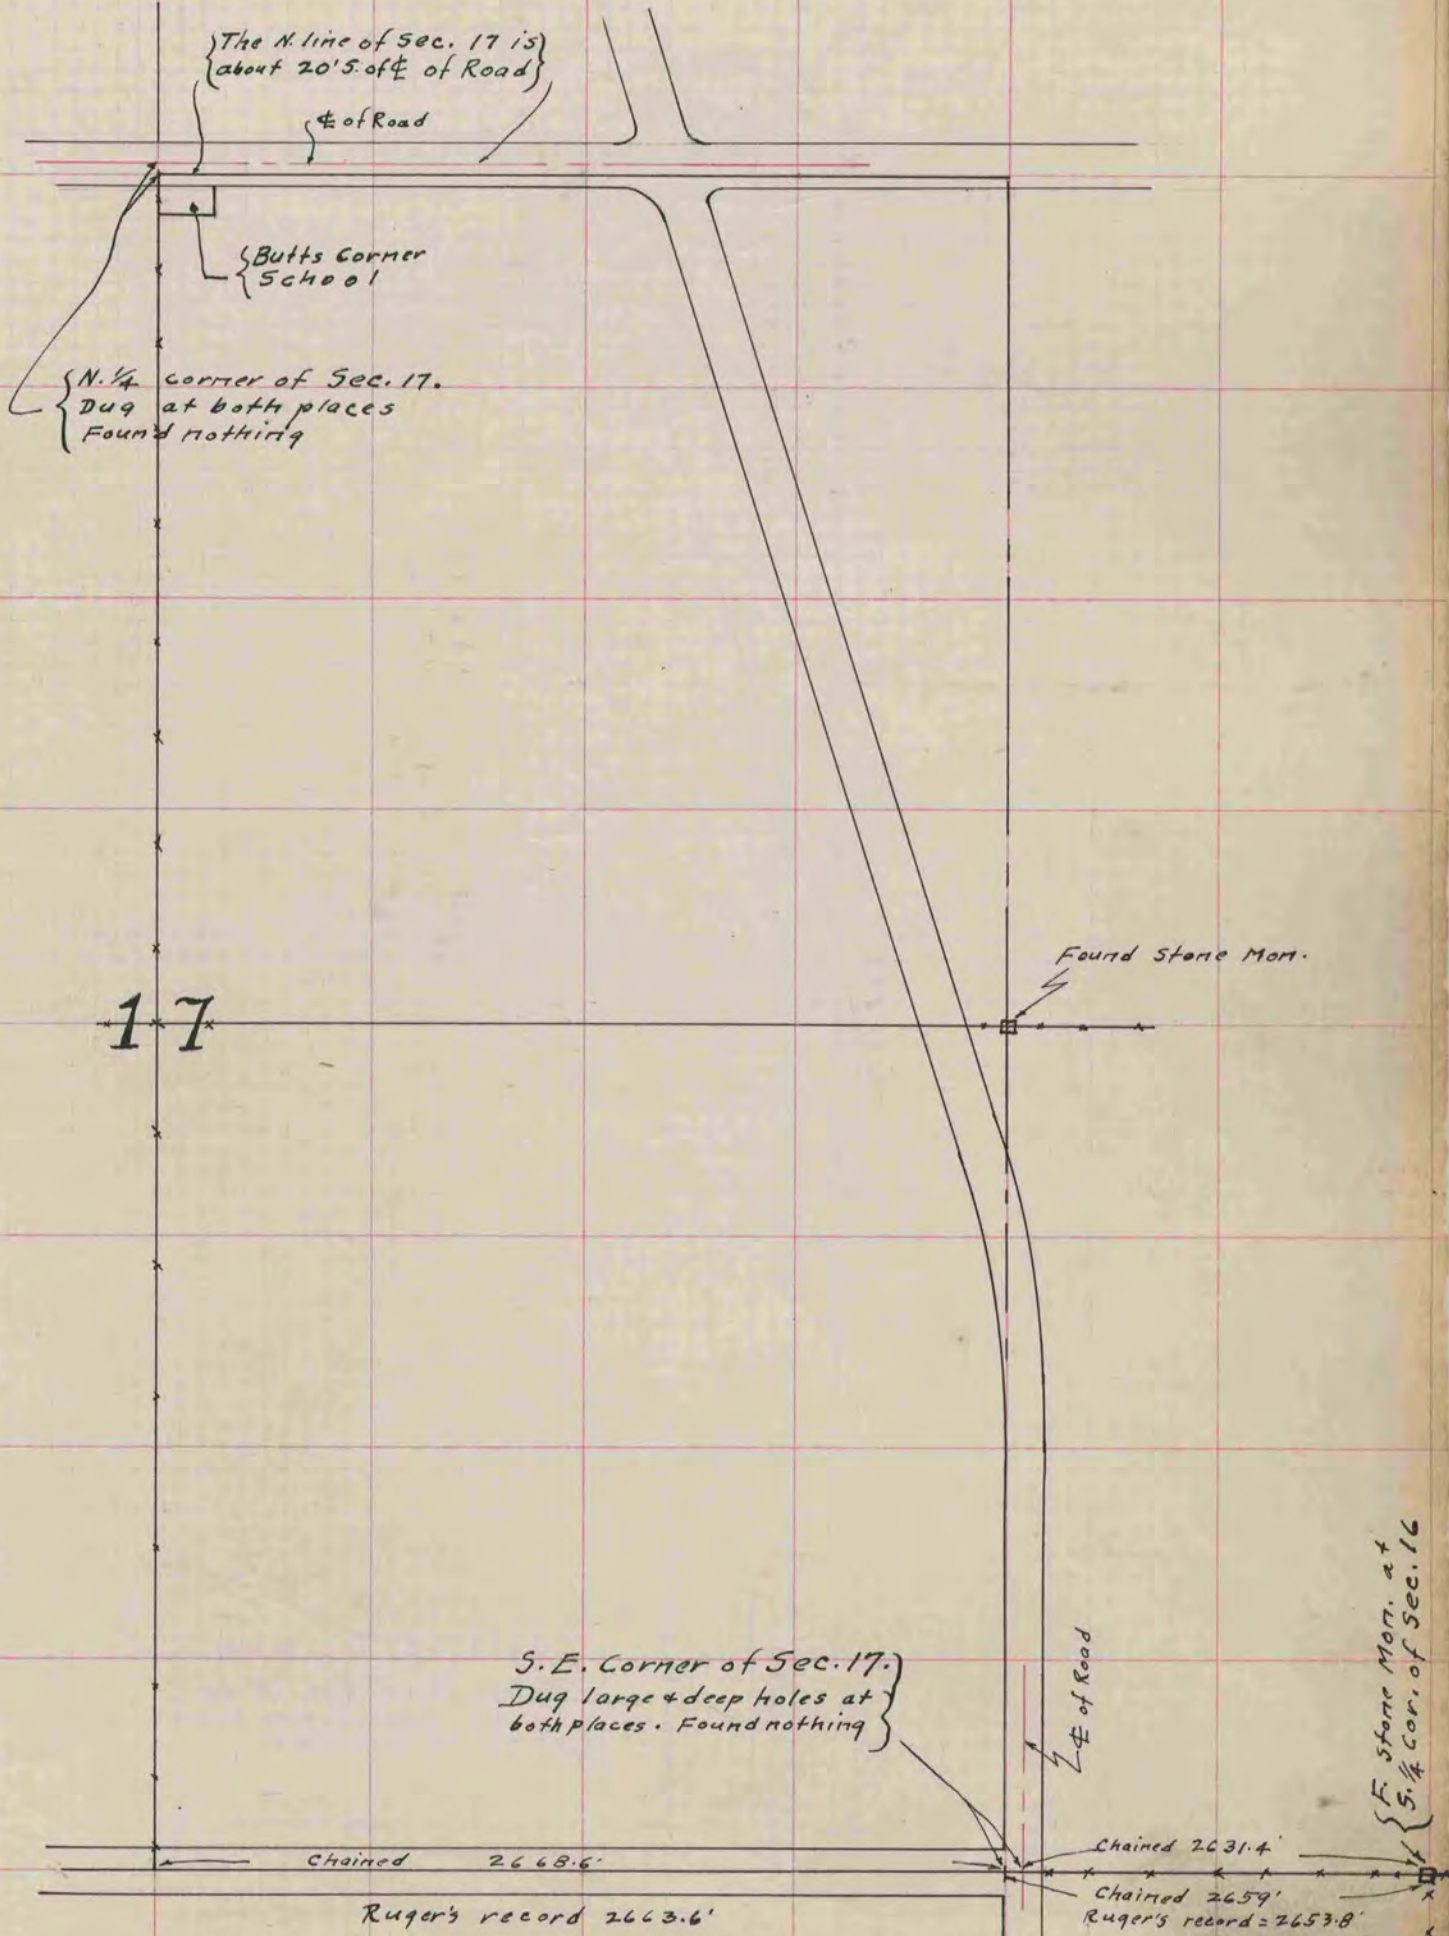 The N. line of Sec. 17 is
about 20' S. of ℄ of Road
℄ of Road
Butts Corner
School
N. 1/4 corner of Sec. 17.
Dug at both places
Found nothing
Found Stone Mon.
17
S. E. Corner of Sec. 17.
Dug large & deep holes at
both places. Found nothing
℄ of Road
F. Stone Mon. at
S. 1/4 Cor. of Sec. 16
Chained 2631.4'
Chained 2668.6'
Chained 2659'
Ruger's record 2663.6'
Ruger's record = 2653.8'